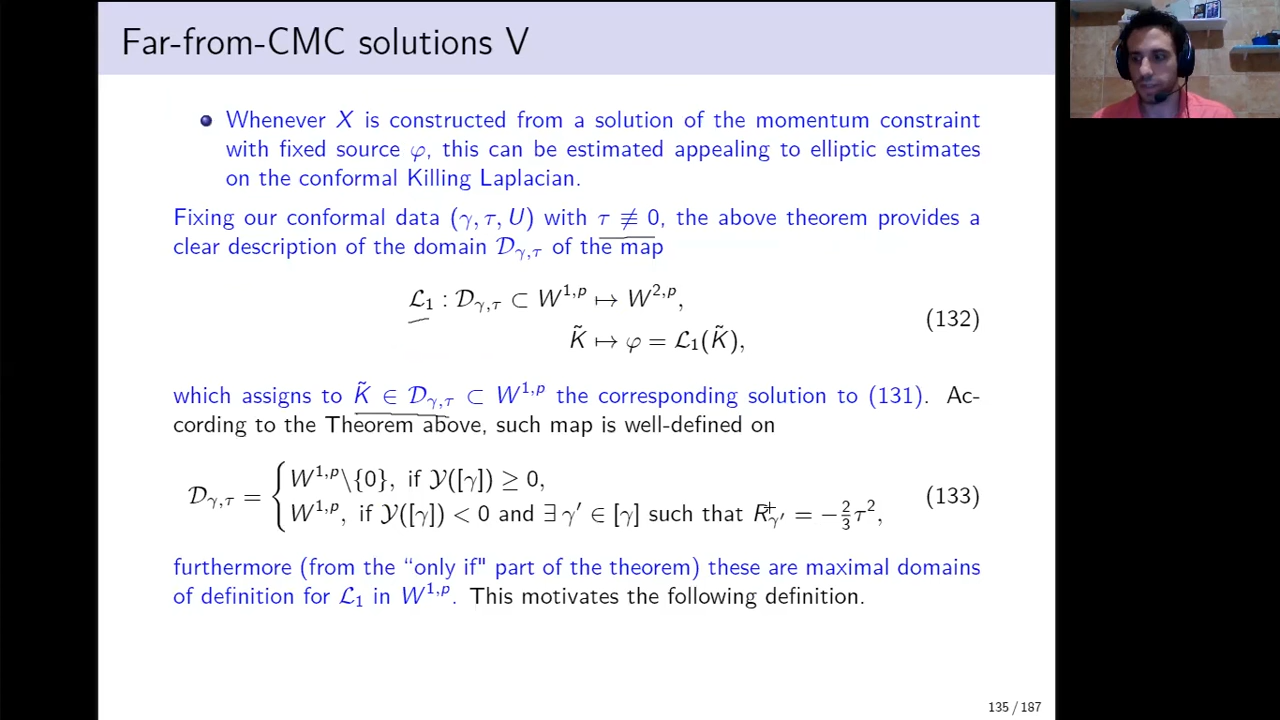 Far-from-CMC solutions V
Whenever X is constructed from a solution of the momentum constraint
with fixed source φ, this can be estimated appealing to elliptic estimates
on the conformal Killing Laplacian.
Fixing our conformal data (γ, τ, U) with τ ≢ 0, the above theorem provides a
clear description of the domain 𝒟_{γ,τ} of the map
ℒ₁ : 𝒟_{γ,τ} ⊂ W^{1,p} ↦ W^{2,p},
K̃ ↦ φ = ℒ₁(K̃),
(132)
which assigns to K̃ ∈ 𝒟_{γ,τ} ⊂ W^{1,p} the corresponding solution to (131). Ac-
cording to the Theorem above, such map is well-defined on
𝒟_{γ,τ} = { W^{1,p}\{0}, if 𝒴([γ]) ≥ 0,
W^{1,p}, if 𝒴([γ]) < 0 and ∃ γ′ ∈ [γ] such that R_{γ′} = −2/3 τ²,
(133)
furthermore (from the “only if" part of the theorem) these are maximal domains
of definition for ℒ₁ in W^{1,p}. This motivates the following definition.
135 / 187